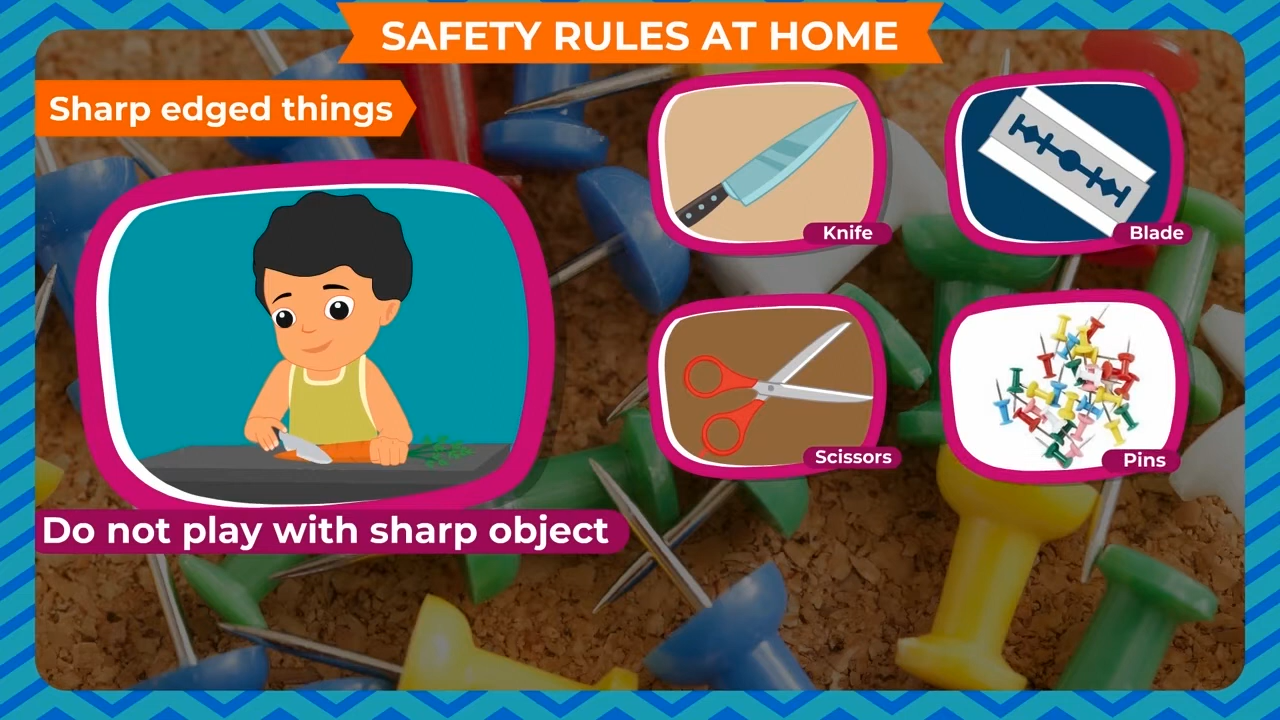 SAFETY RULES AT HOME
Sharp edged things
Knife
Blade
Scissors
Pins
Do not play with sharp object